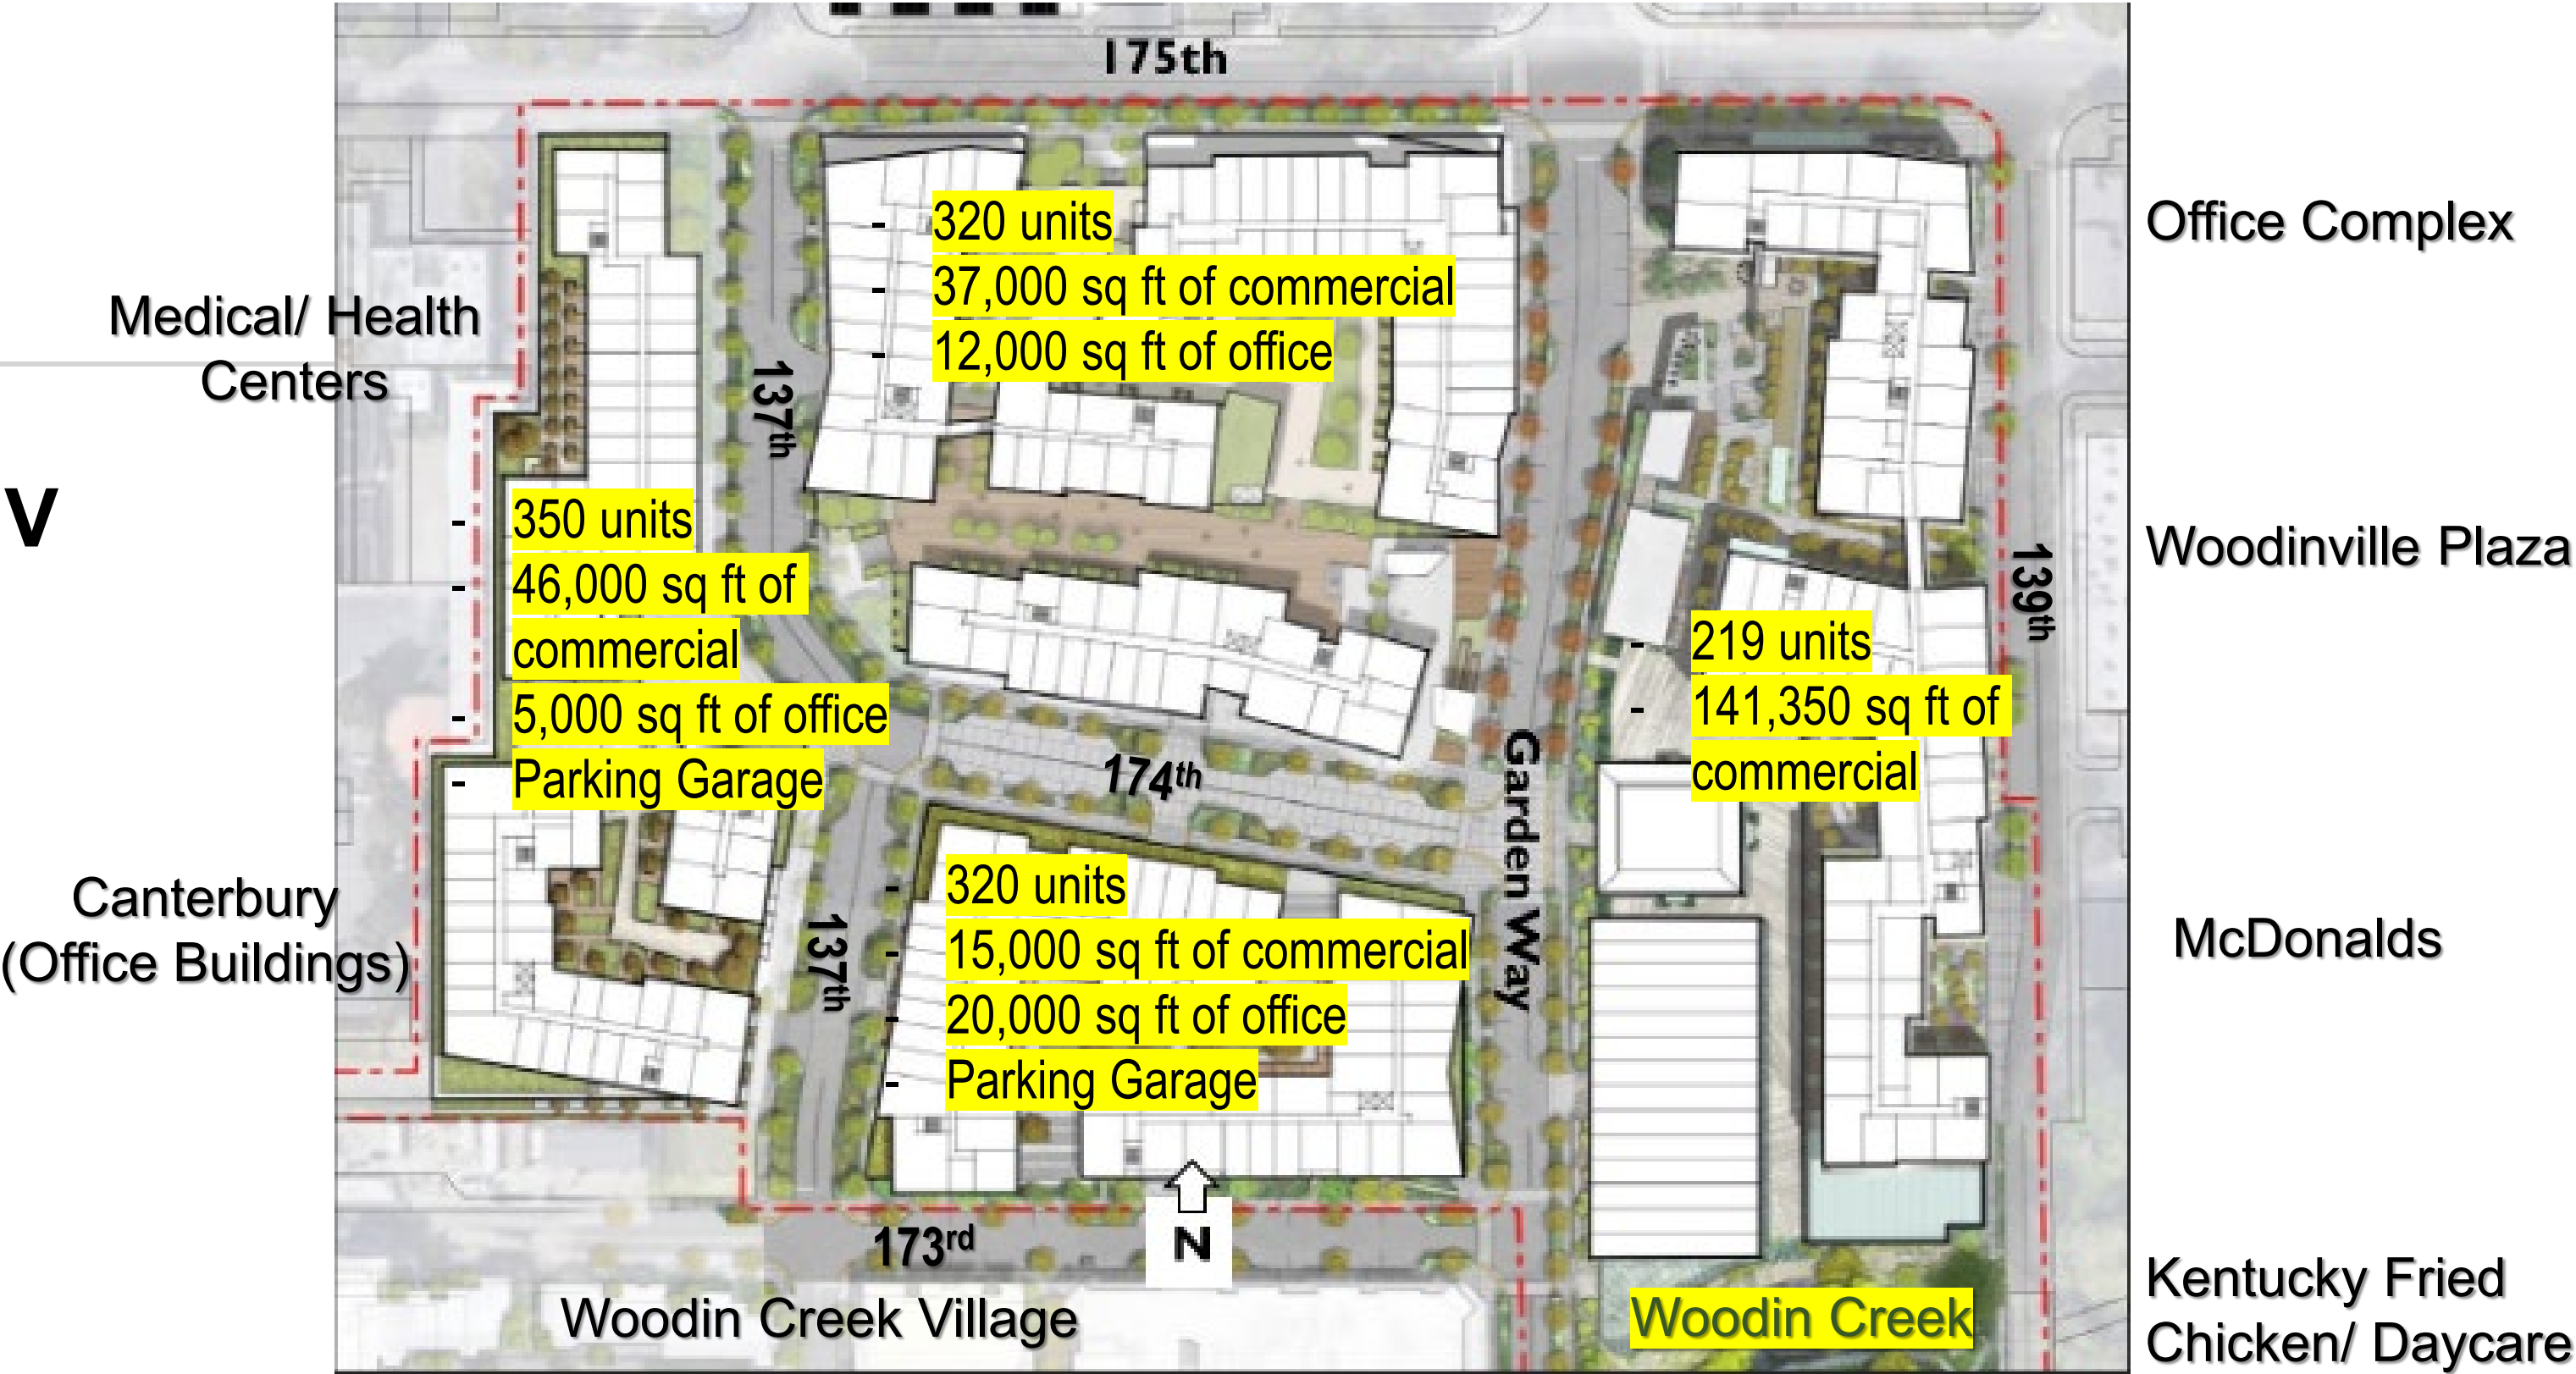 175th
Office Complex
- 320 units
- 37,000 sq ft of commercial
- 12,000 sq ft of office
Medical/ Health
Centers
137th
V
- 350 units
- 46,000 sq ft of
commercial
- 5,000 sq ft of office
- Parking Garage
Woodinville Plaza
139th
- 219 units
- 141,350 sq ft of
commercial
174th
Garden Way
Canterbury
(Office Buildings)
137th
- 320 units
- 15,000 sq ft of commercial
- 20,000 sq ft of office
- Parking Garage
McDonalds
173rd
N
Woodin Creek Village
Woodin Creek
Kentucky Fried
Chicken/ Daycare